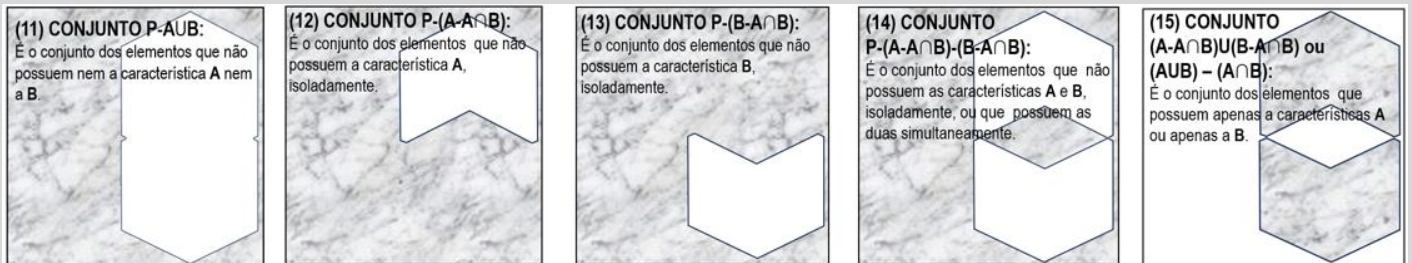 (11) CONJUNTO P-AUB:
É o conjunto dos elementos que não
possuem nem a característica A nem
a B.
(12) CONJUNTO P-(A-A∩B):
É o conjunto dos elementos que não
possuem a característica A,
isoladamente.
(13) CONJUNTO P-(B-A∩B):
É o conjunto dos elementos que não
possuem a característica B,
isoladamente.
(14) CONJUNTO
P-(A-A∩B)-(B-A∩B):
É o conjunto dos elementos que não
possuem as características A e B,
isoladamente, ou que possuem as
duas simultaneamente.
(15) CONJUNTO
(A-A∩B)U(B-A∩B) ou
(AUB) – (A∩B):
É o conjunto dos elementos que
possuem apenas a características A
ou apenas a B.